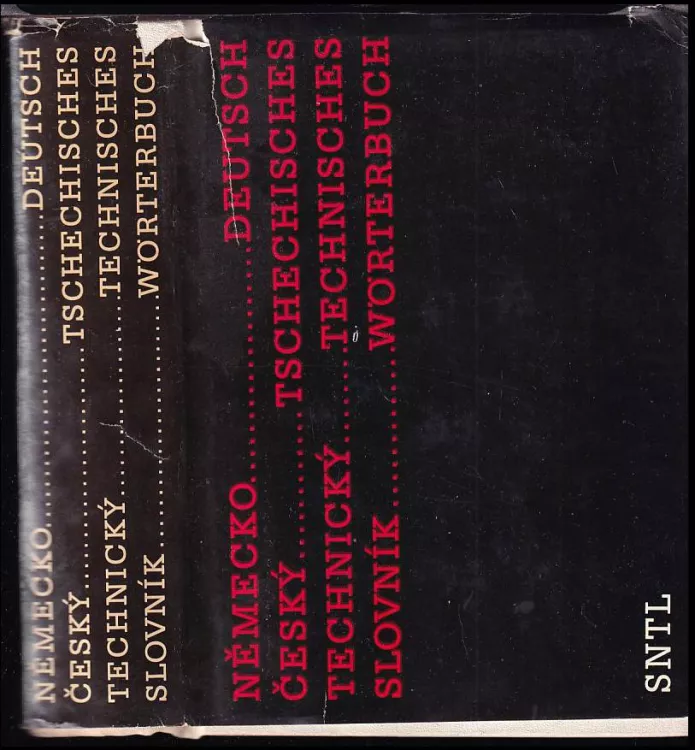 NĚMECKO....................DEUTSCH
ČESKÝ....................TSCHECHISCHES
TECHNICKÝ....................TECHNISCHES
SLOVNÍK....................WÖRTERBUCH
NĚMECKO....................DEUTSCH
ČESKÝ....................TSCHECHISCHES
TECHNICKÝ..........TECHNISCHES
SLOVNÍK....................WÖRTERBUCH
SNTL